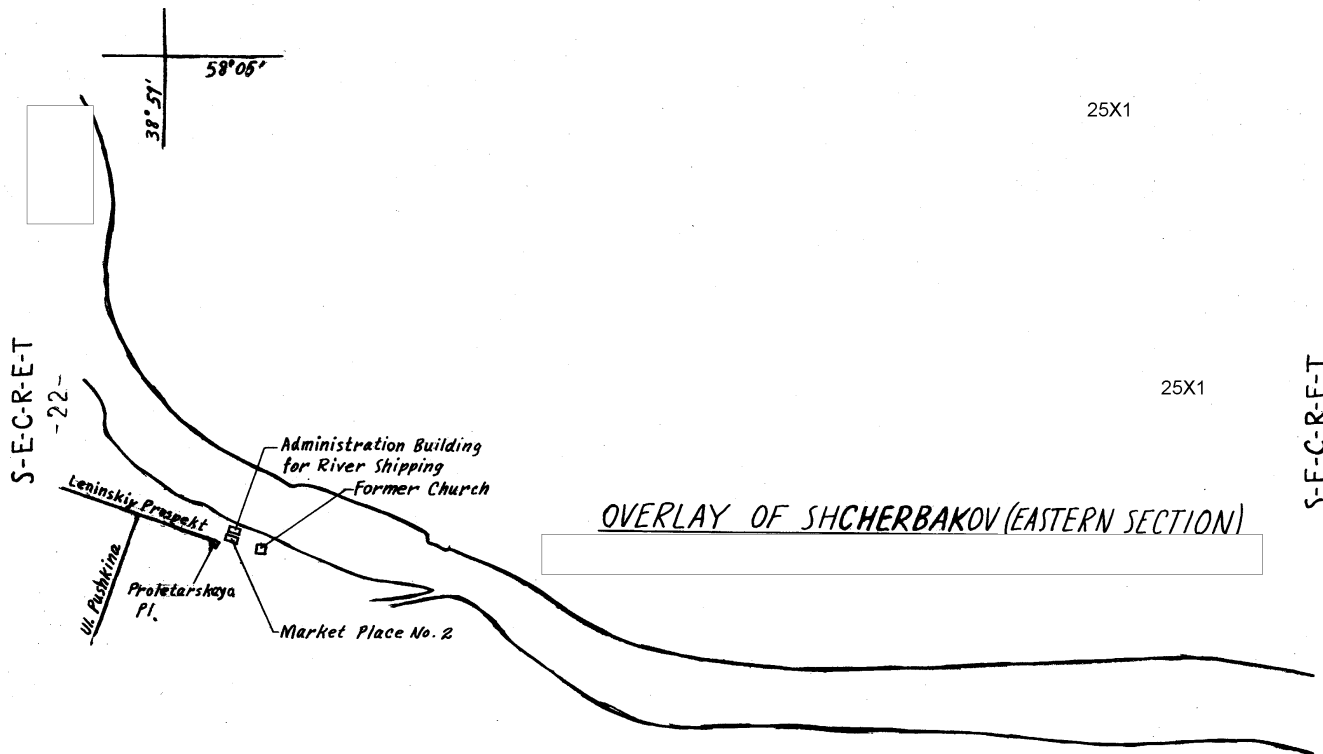 58°05'
38°51'
25X1
S-E-C-R-E-T
-22-
25X1
S-E-C-R-E-T
Administration Building
for River Shipping
Former Church
Leninskiy Prospekt
OVERLAY OF SHCHERBAKOV (EASTERN SECTION)
Ul. Pushkina
Proletarskaya
Pl.
Market Place No. 2